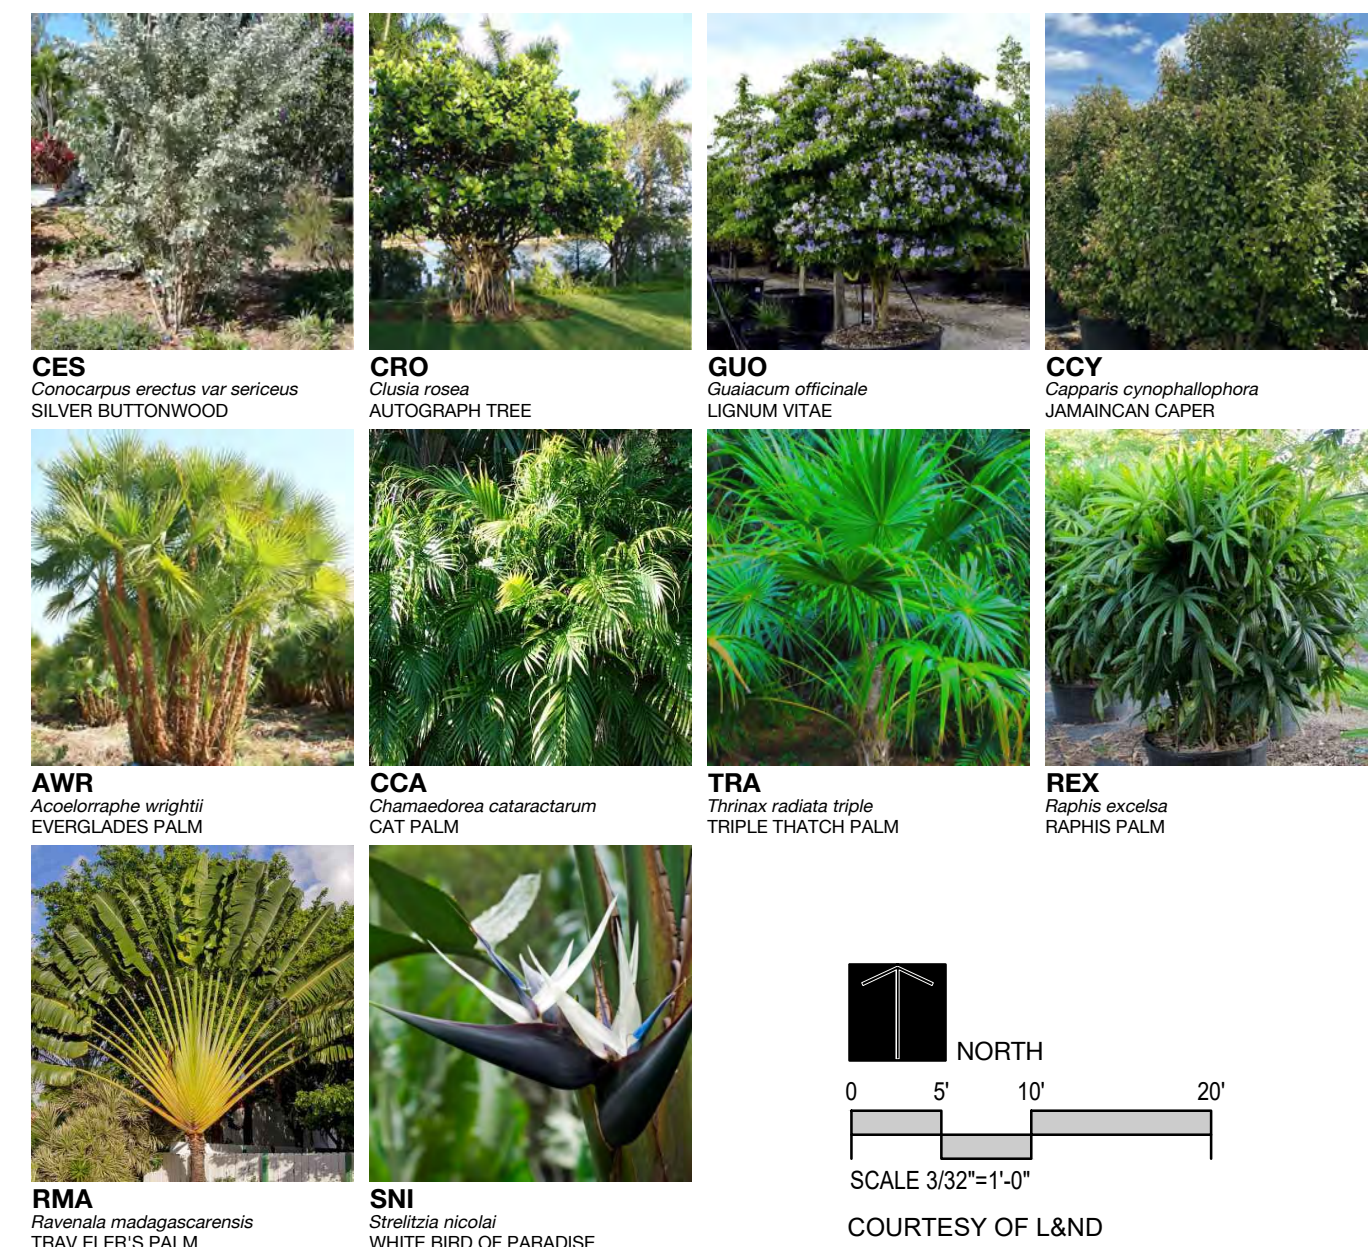 CES
Conocarpus erectus var sericeus
SILVER BUTTONWOOD
CRO
Clusia rosea
AUTOGRAPH TREE
GUO
Guaiacum officinale
LIGNUM VITAE
CCY
Capparis cynophallophora
JAMAINCAN CAPER
AWR
Acoelorraphe wrightii
EVERGLADES PALM
CCA
Chamaedorea cataractarum
CAT PALM
TRA
Thrinax radiata triple
TRIPLE THATCH PALM
REX
Raphis excelsa
RAPHIS PALM
RMA
Ravenala madagascarensis
TRAV ELER'S PALM
SNI
Strelitzia nicolai
WHITE BIRD OF PARADISE
NORTH
0 5' 10' 20'
SCALE 3/32"=1'-0"
COURTESY OF L&ND